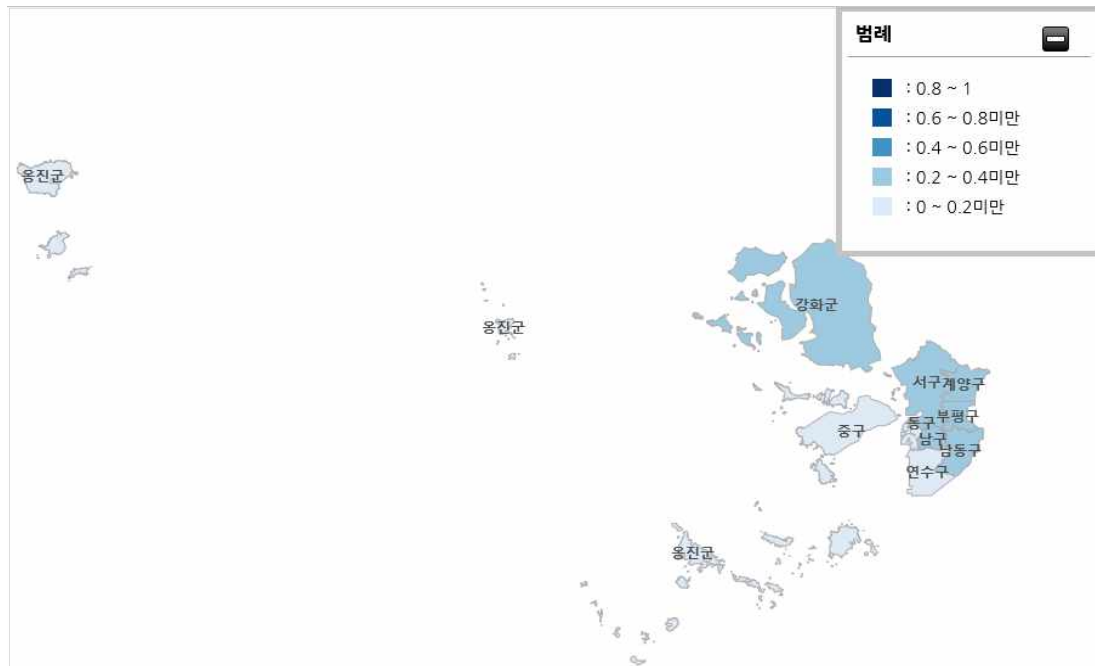 범례
: 0.8 ~ 1
: 0.6 ~ 0.8미만
: 0.4 ~ 0.6미만
: 0.2 ~ 0.4미만
: 0 ~ 0.2미만
옹진군
강화군
옹진군
서구
계양구
부평구
동구
중구
남구
남동구
연수구
옹진군